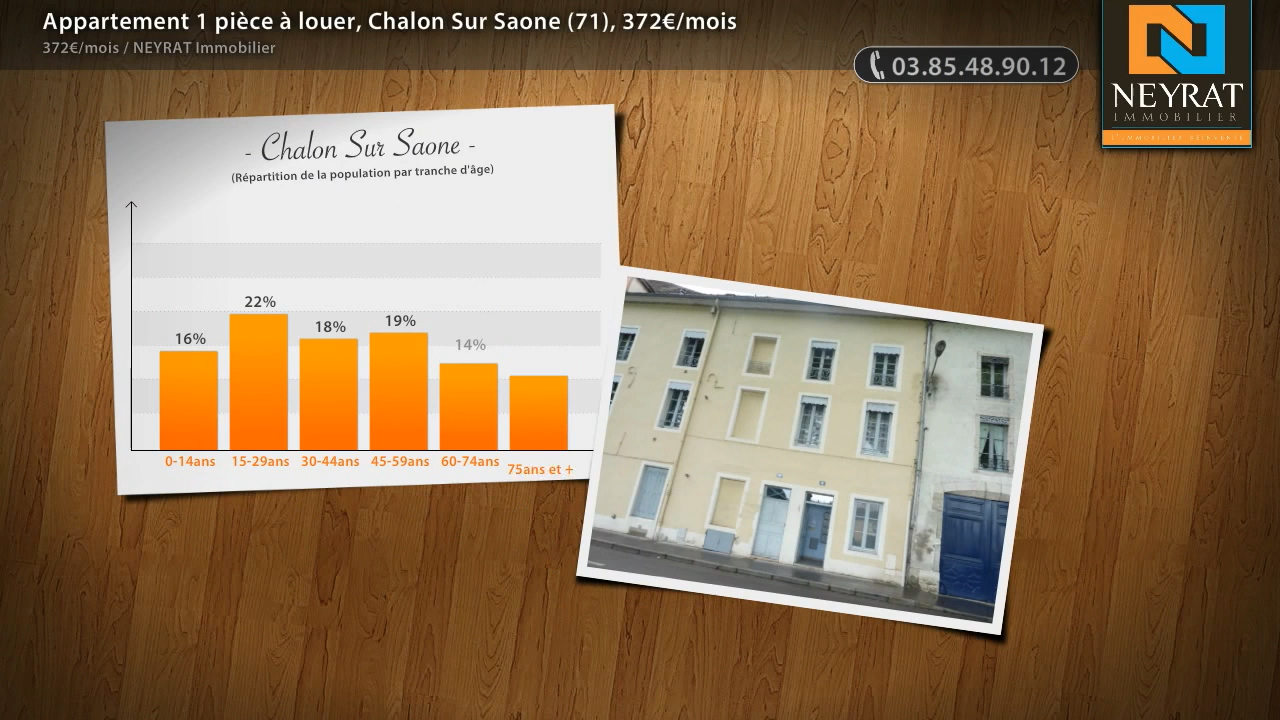 Appartement 1 pièce à louer, Chalon Sur Saone (71), 372€/mois
372€/mois / NEYRAT Immobilier
03.85.48.90.12
NEYRAT
IMMOBILIER
- Chalon Sur Saone -
(Répartition de la population par tranche d'âge)
16%
22%
18%
19%
14%
0-14ans
15-29ans
30-44ans
45-59ans
60-74ans
75ans et +